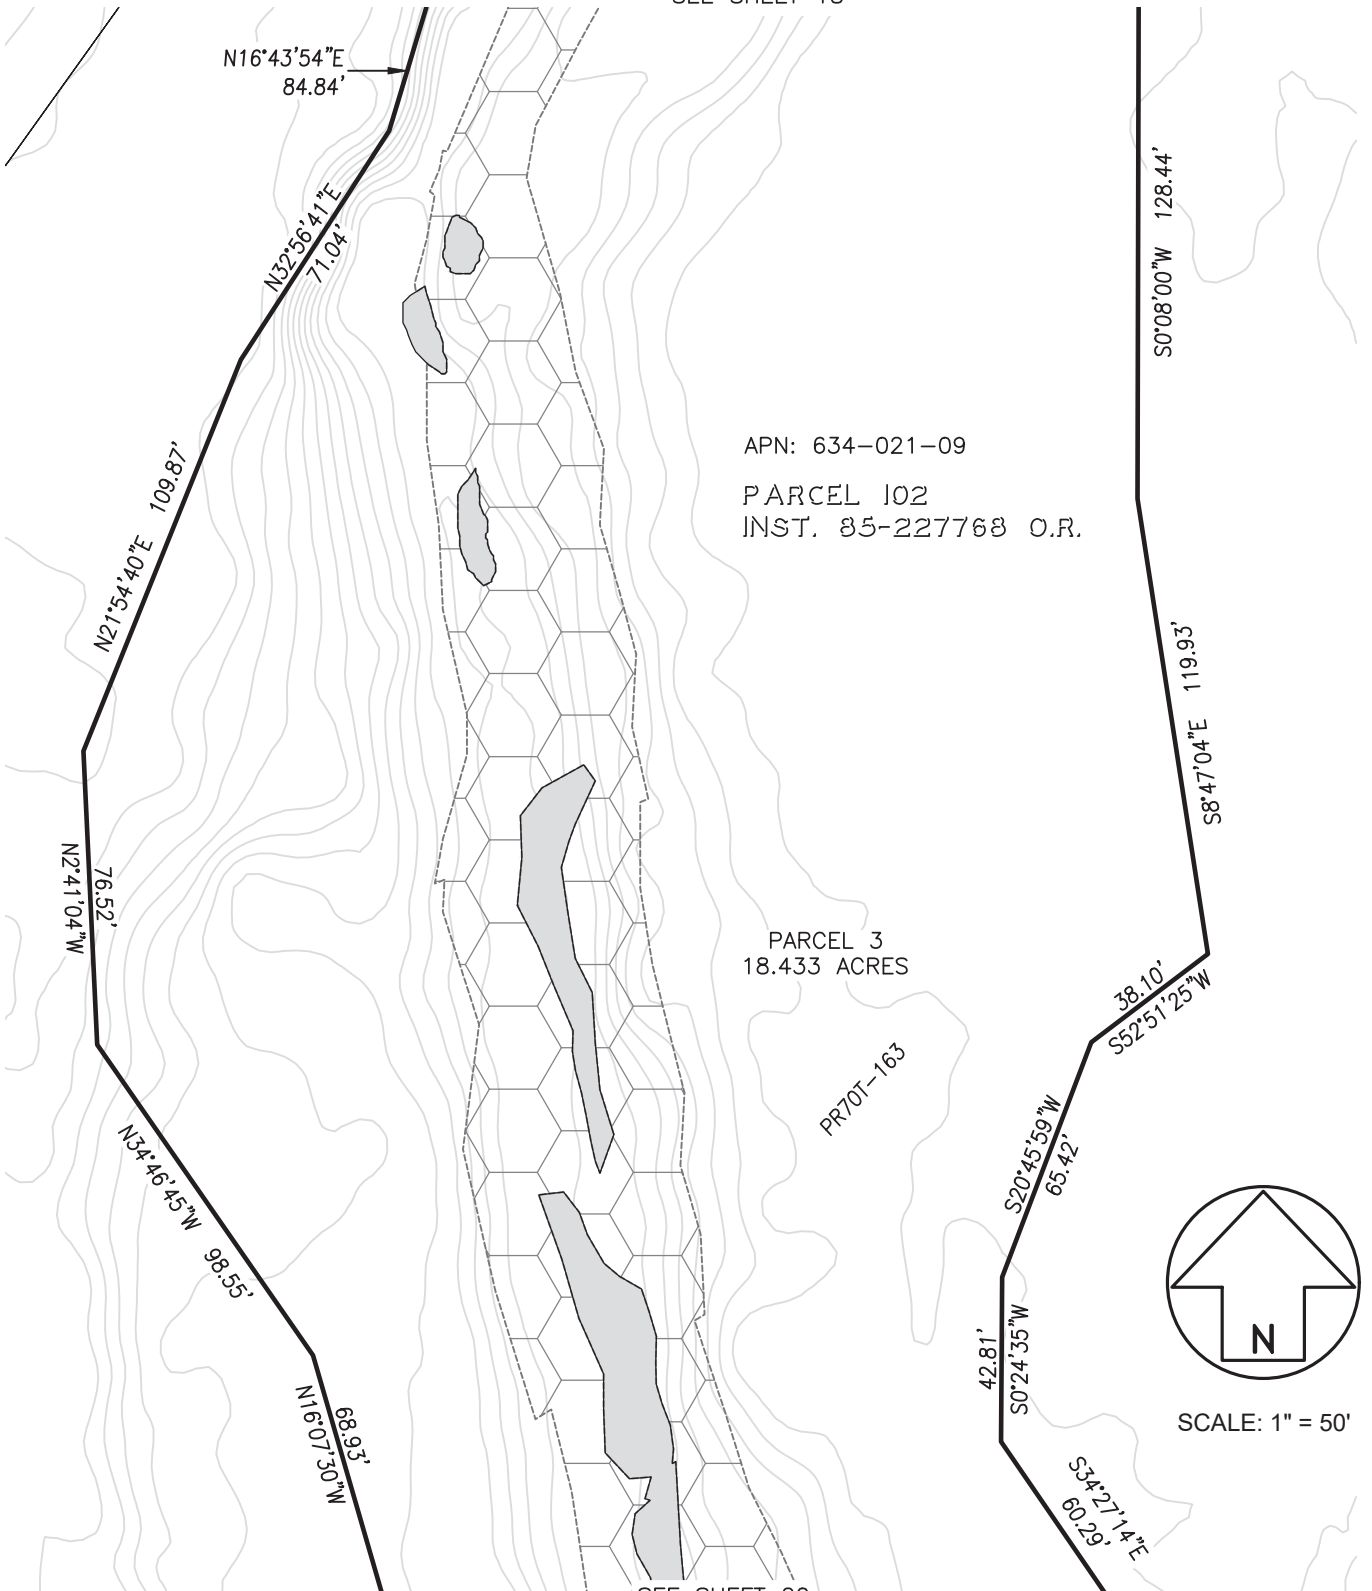 N16°43'54"E
84.84'
N32°56'41"E
71.04'
S0°08'00"W 128.44'
APN: 634-021-09
PARCEL 102
INST. 85-227768 O.R.
N21°54'40"E 109.87'
S8°47'04"E 119.93'
76.52'
N2°41'04"W
PARCEL 3
18.433 ACRES
38.10'
S52°51'25"W
PR70T-163
S20°45'59"W
65.42'
N34°46'45"W 98.55'
42.81'
S0°24'35"W
N
SCALE: 1" = 50'
68.93'
N16°07'30"W
S34°27'14"E
60.29'